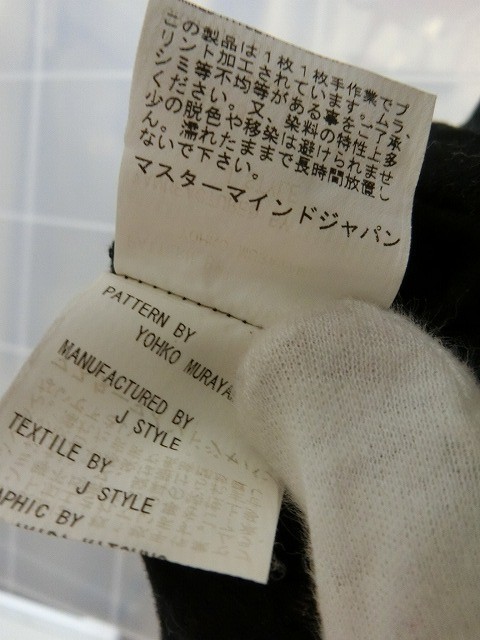 この製品は1枚1枚手作業でプ
リント加工されています。ムラ、
シミ等不均等がある事をご了承
ください。又、染料の特性上多
少の脱色や移染は避けられませ
ん。濡れたままで長時間放置し
ないで下さい。
マスターマインドジャパン
PATTERN BY
YOHKO MURAYA
MANUFACTURED BY
J STYLE
TEXTILE BY
J STYLE
APHIC BY